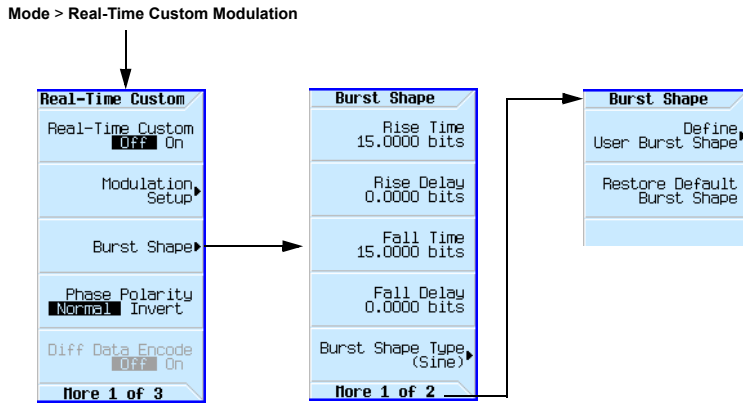 Mode > Real-Time Custom Modulation
Real-Time Custom
Real-Time Custom
Off On
Modulation
Setup
Burst Shape
Phase Polarity
Normal Invert
Diff Data Encode
Off On
More 1 of 3
Burst Shape
Rise Time
15.0000 bits
Rise Delay
0.0000 bits
Fall Time
15.0000 bits
Fall Delay
0.0000 bits
Burst Shape Type
(Sine)
More 1 of 2
Burst Shape
Define
User Burst Shape
Restore Default
Burst Shape